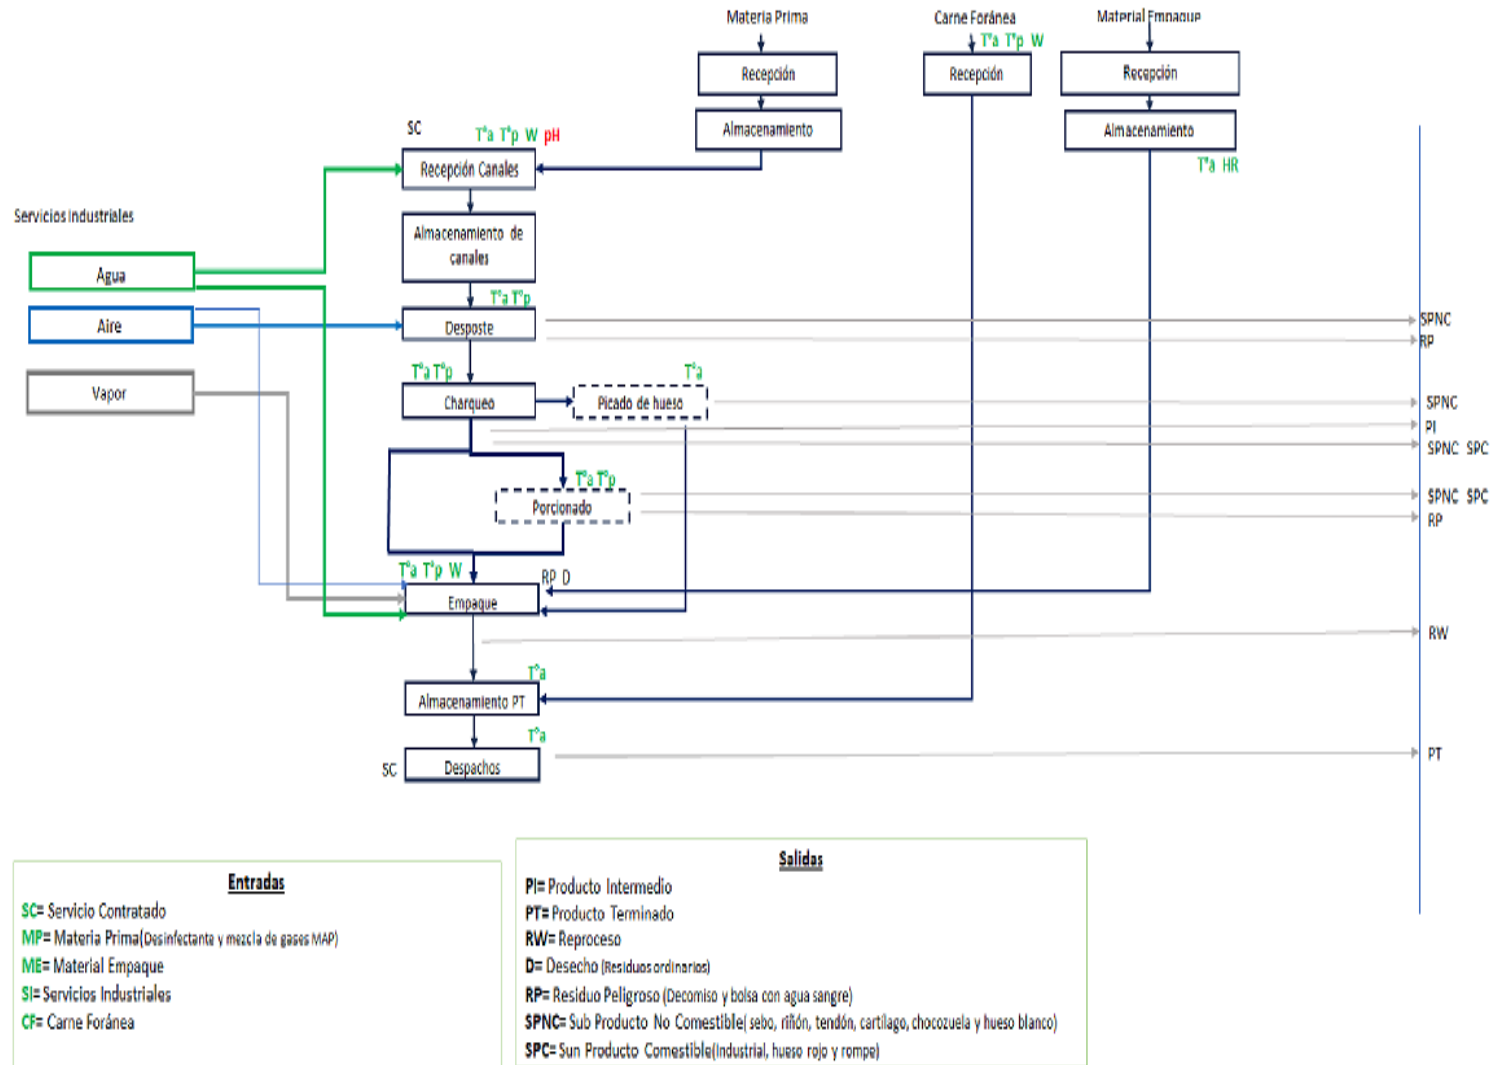 Materia Prima
Carne Foránea
Material Empaque
T°a T°p W
Recepción
Recepción
Recepción
Almacenamiento
Almacenamiento
SC
T°a T°p W pH
T°a HR
Recepción Canales
Servicios Industriales
Almacenamiento de
canales
Agua
T°a T°p
Aire
Desposte
SPNC
RP
T°a T°p
T°a
Vapor
Charqueo
Picado de hueso
SPNC
PI
SPNC SPC
T°a T°p
Porcionado
SPNC SPC
RP
T°a T°p W
RP D
Empaque
RW
T°a
Almacenamiento PT
T°a
SC
Despachos
PT
Entradas
SC= Servicio Contratado
MP= Materia Prima(Desinfectante y mezcla de gases MAP)
ME= Material Empaque
SI= Servicios Industriales
CF= Carne Foránea
Salidas
PI= Producto Intermedio
PT= Producto Terminado
RW= Reproceso
D= Desecho (Residuos ordinarios)
RP= Residuo Peligroso (Decomiso y bolsa con agua sangre)
SPNC= Sub Producto No Comestible( sebo, riñón, tendón, cartílago, chocozuela y hueso blanco)
SPC= Sun Producto Comestible(Industrial, hueso rojo y rompe)